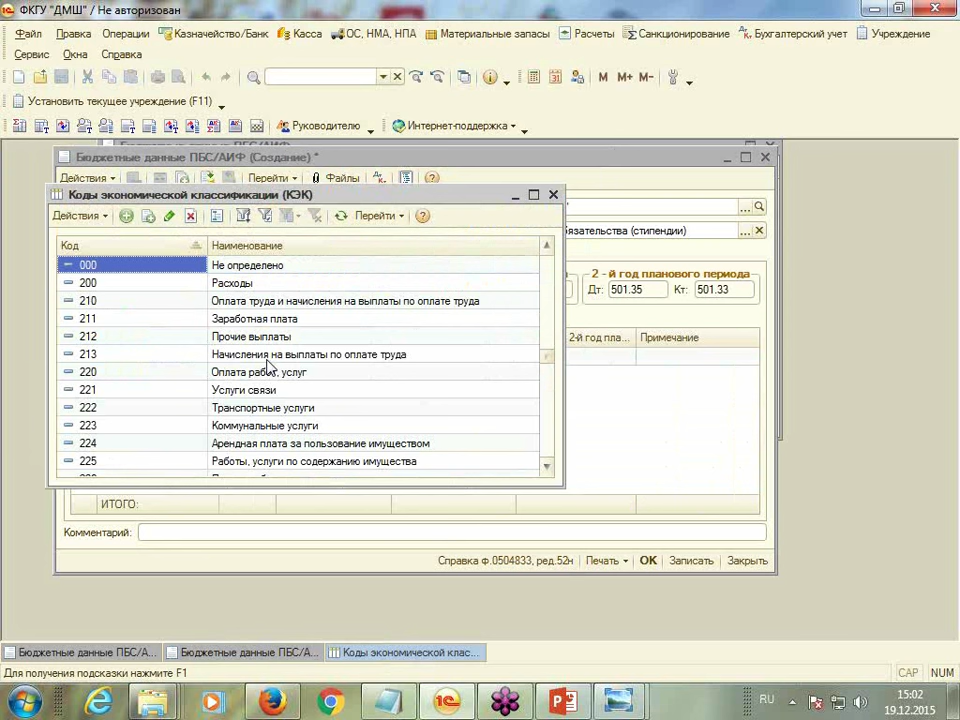 ФКГУ "ДМШ" / Не авторизован
Файл Правка Операции Казначейство/Банк Касса ОС, НМА, НПА Материальные запасы Расчеты Санкционирование Бухгалтерский учет Учреждение
Сервис Окна Справка
M M+ M-
Установить текущее учреждение (F11)
Руководителю Интернет-поддержка
Бюджетные данные ПБС/АИФ (Создание) *
Действия Перейти Файлы
Коды экономической классификации (КЭК)
Действия Перейти
бязательства (стипендии)
Код Наименование
000 Не определено
200 Расходы
210 Оплата труда и начисления на выплаты по оплате труда
211 Заработная плата
212 Прочие выплаты
213 Начисления на выплаты по оплате труда
220 Оплата работ, услуг
221 Услуги связи
222 Транспортные услуги
223 Коммунальные услуги
224 Арендная плата за пользование имуществом
225 Работы, услуги по содержанию имущества
2 - й год планового периода
Дт: 501.35 Кт: 501.33
2-й год пла... Примечание
ИТОГО:
Комментарий:
Справка ф.0504833, ред.52н Печать OK Записать Закрыть
Бюджетные данные ПБС/А... Бюджетные данные ПБС/А... Коды экономической клас...
Для получения подсказки нажмите F1 CAP NUM
RU 15:02
19.12.2015